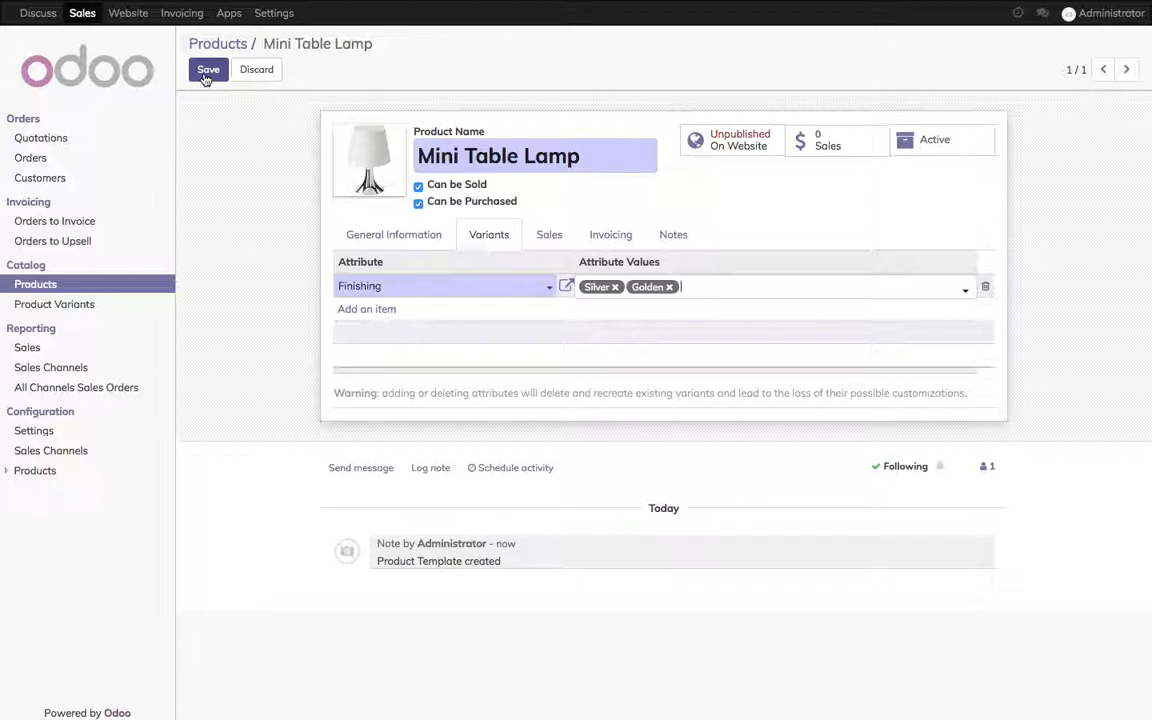 Discuss Sales Website Invoicing Apps Settings Administrator
odoo
Products / Mini Table Lamp
Save Discard 1 / 1
Orders
Quotations
Orders
Customers
Invoicing
Orders to Invoice
Orders to Upsell
Catalog
Products
Product Variants
Reporting
Sales
Sales Channels
All Channels Sales Orders
Configuration
Settings
Sales Channels
Products
Powered by Odoo
Product Name
Mini Table Lamp
Can be Sold
Can be Purchased
Unpublished
On Website
0
Sales
Active
General Information Variants Sales Invoicing Notes
Attribute Attribute Values
Finishing Silver Golden
Add an item
Warning: adding or deleting attributes will delete and recreate existing variants and lead to the loss of their possible customizations.
Send message Log note Schedule activity Following 1
Today
Note by Administrator - now
Product Template created